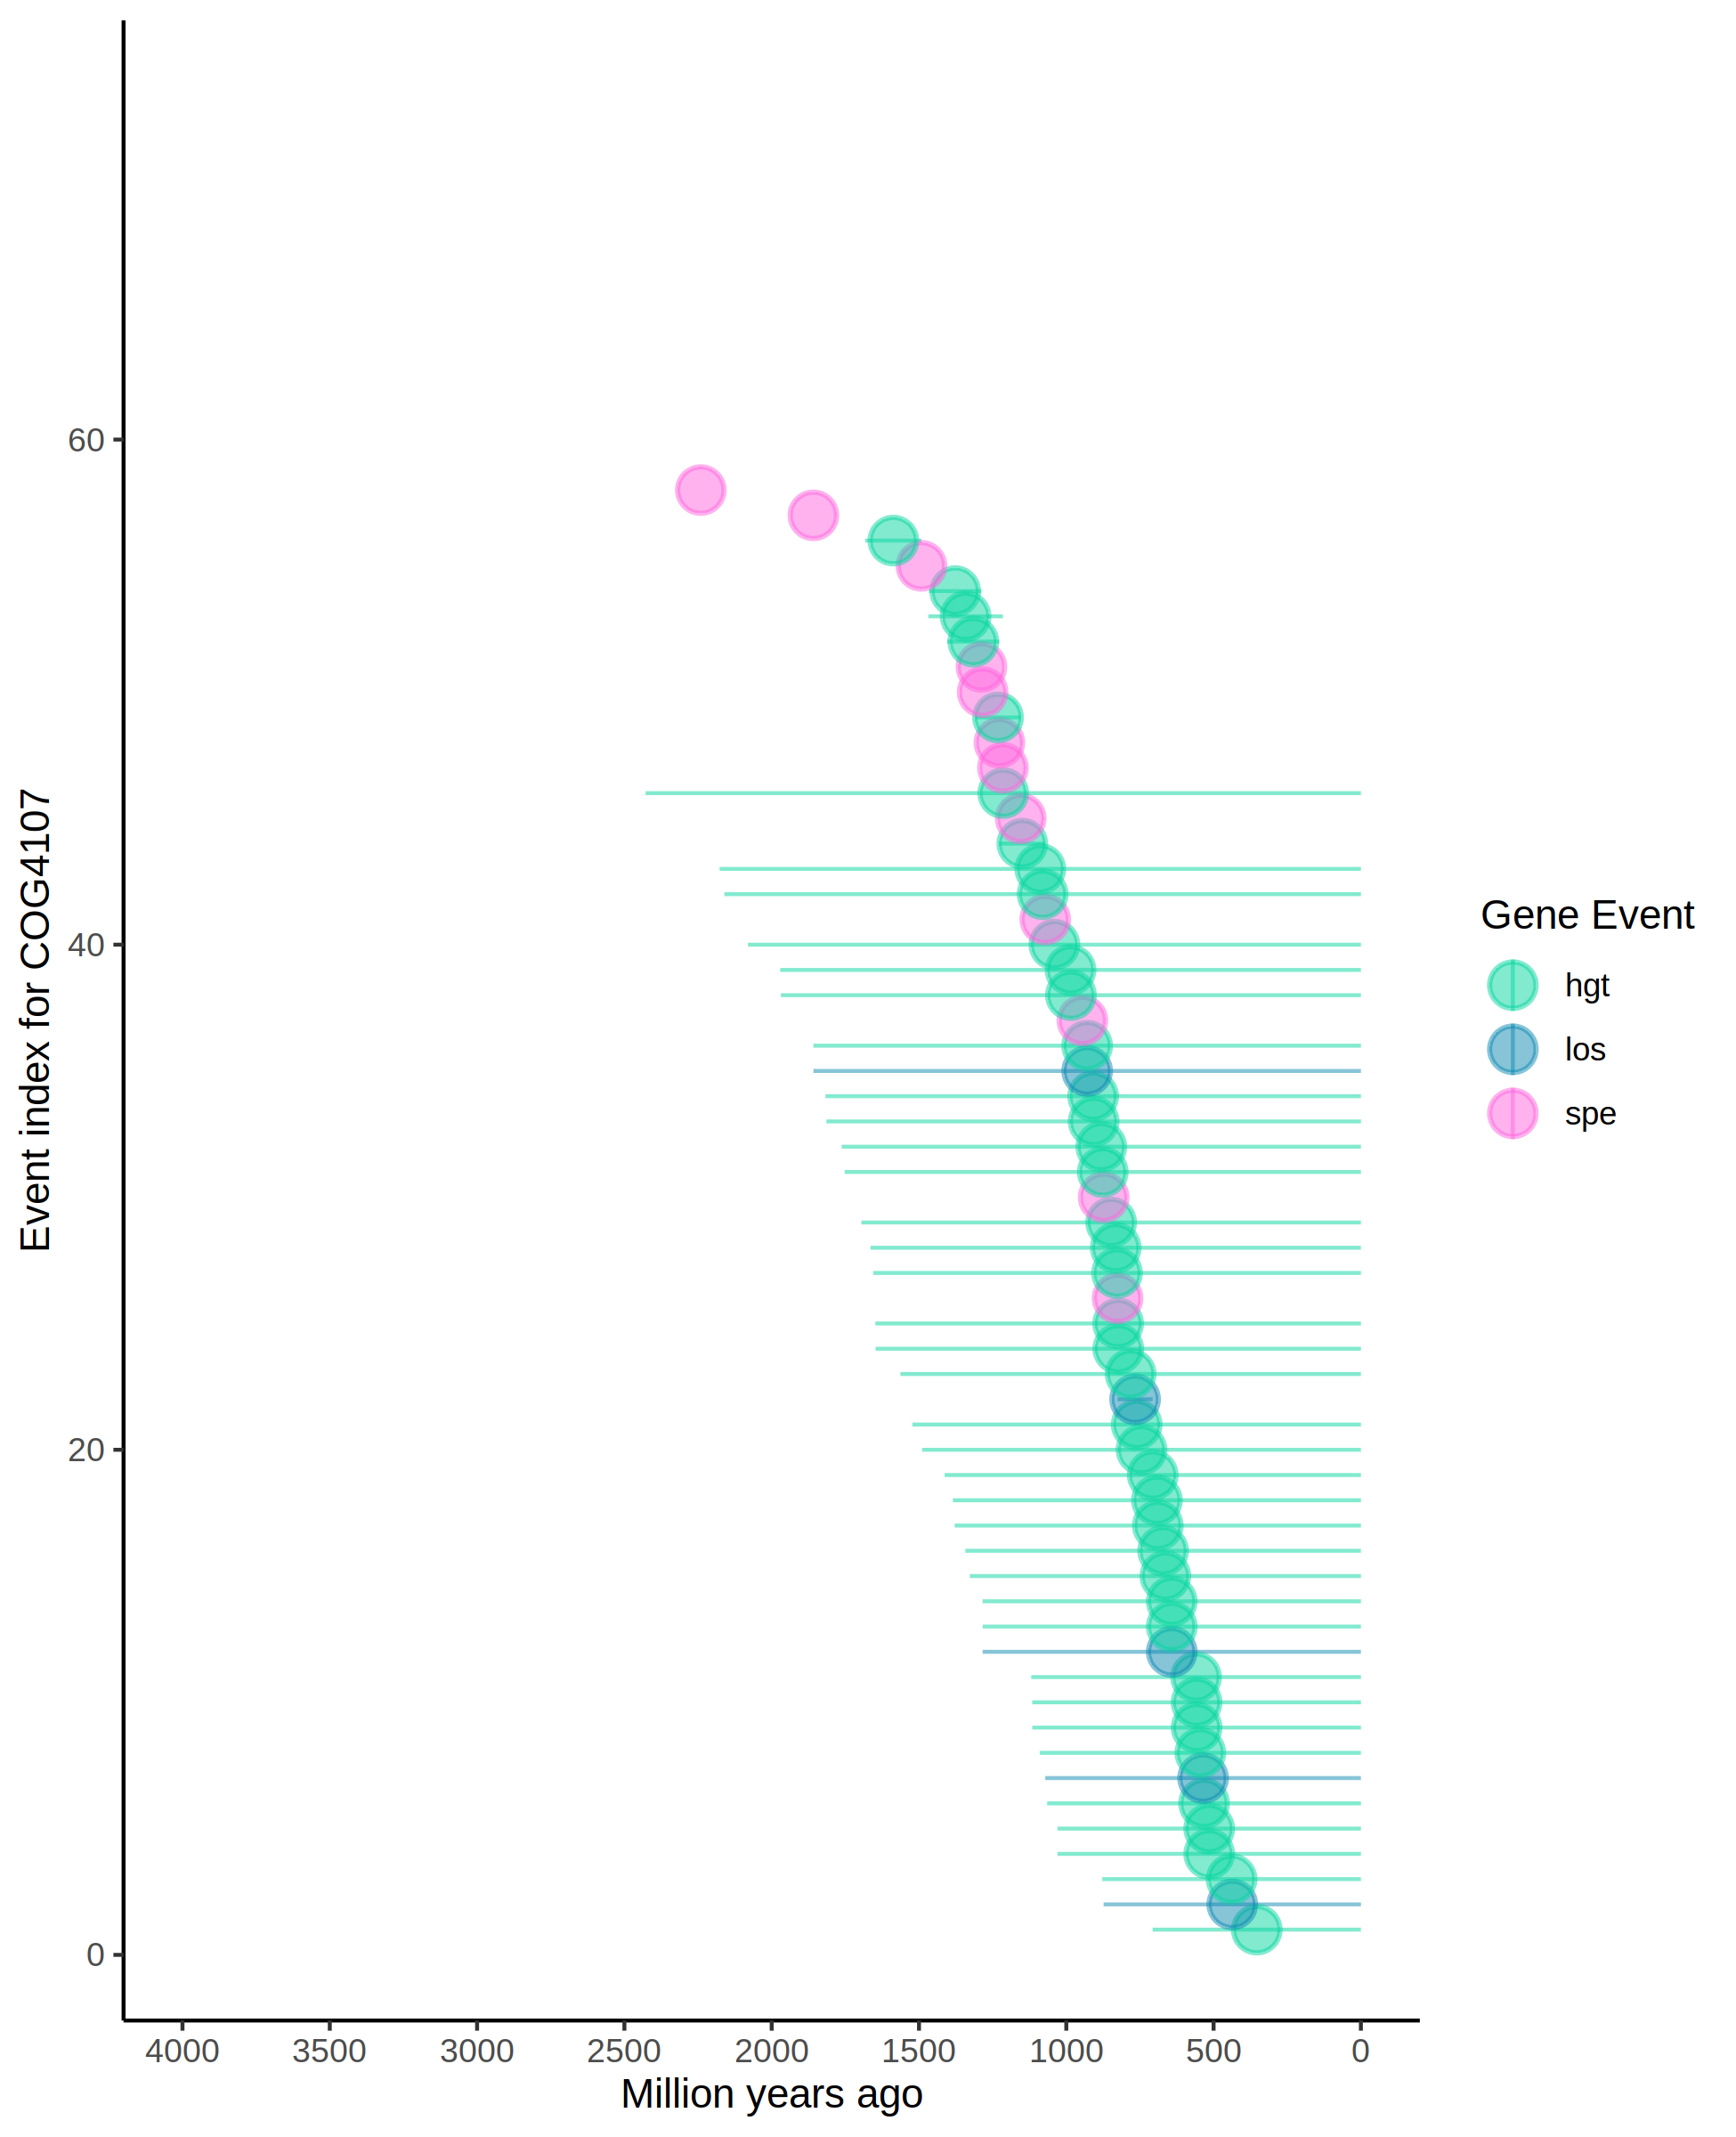 Event index for COG4107
60
40
20
0
4000 3500 3000 2500 2000 1500 1000 500 0
Million years ago
Gene Event
hgt
los
spe